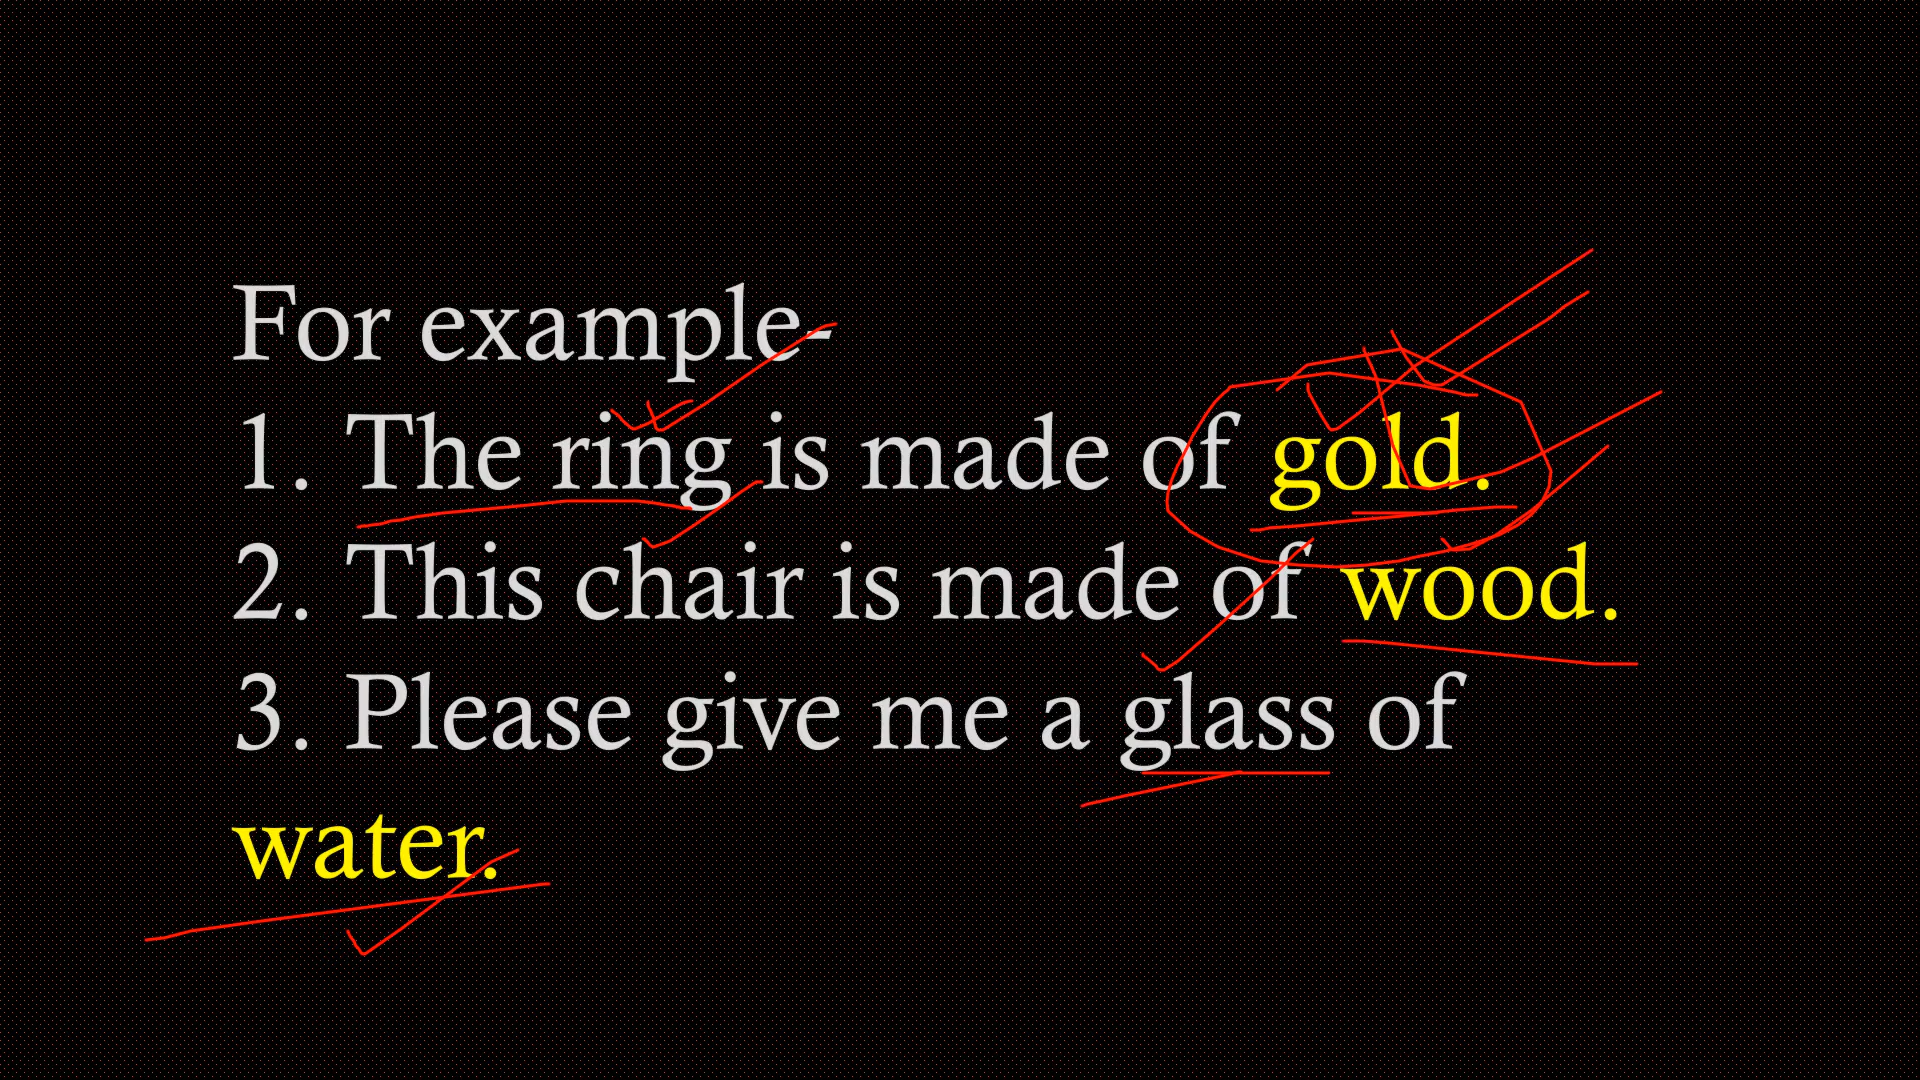 For example-
1. The ring is made of gold.
2. This chair is made of wood.
3. Please give me a glass of
water.